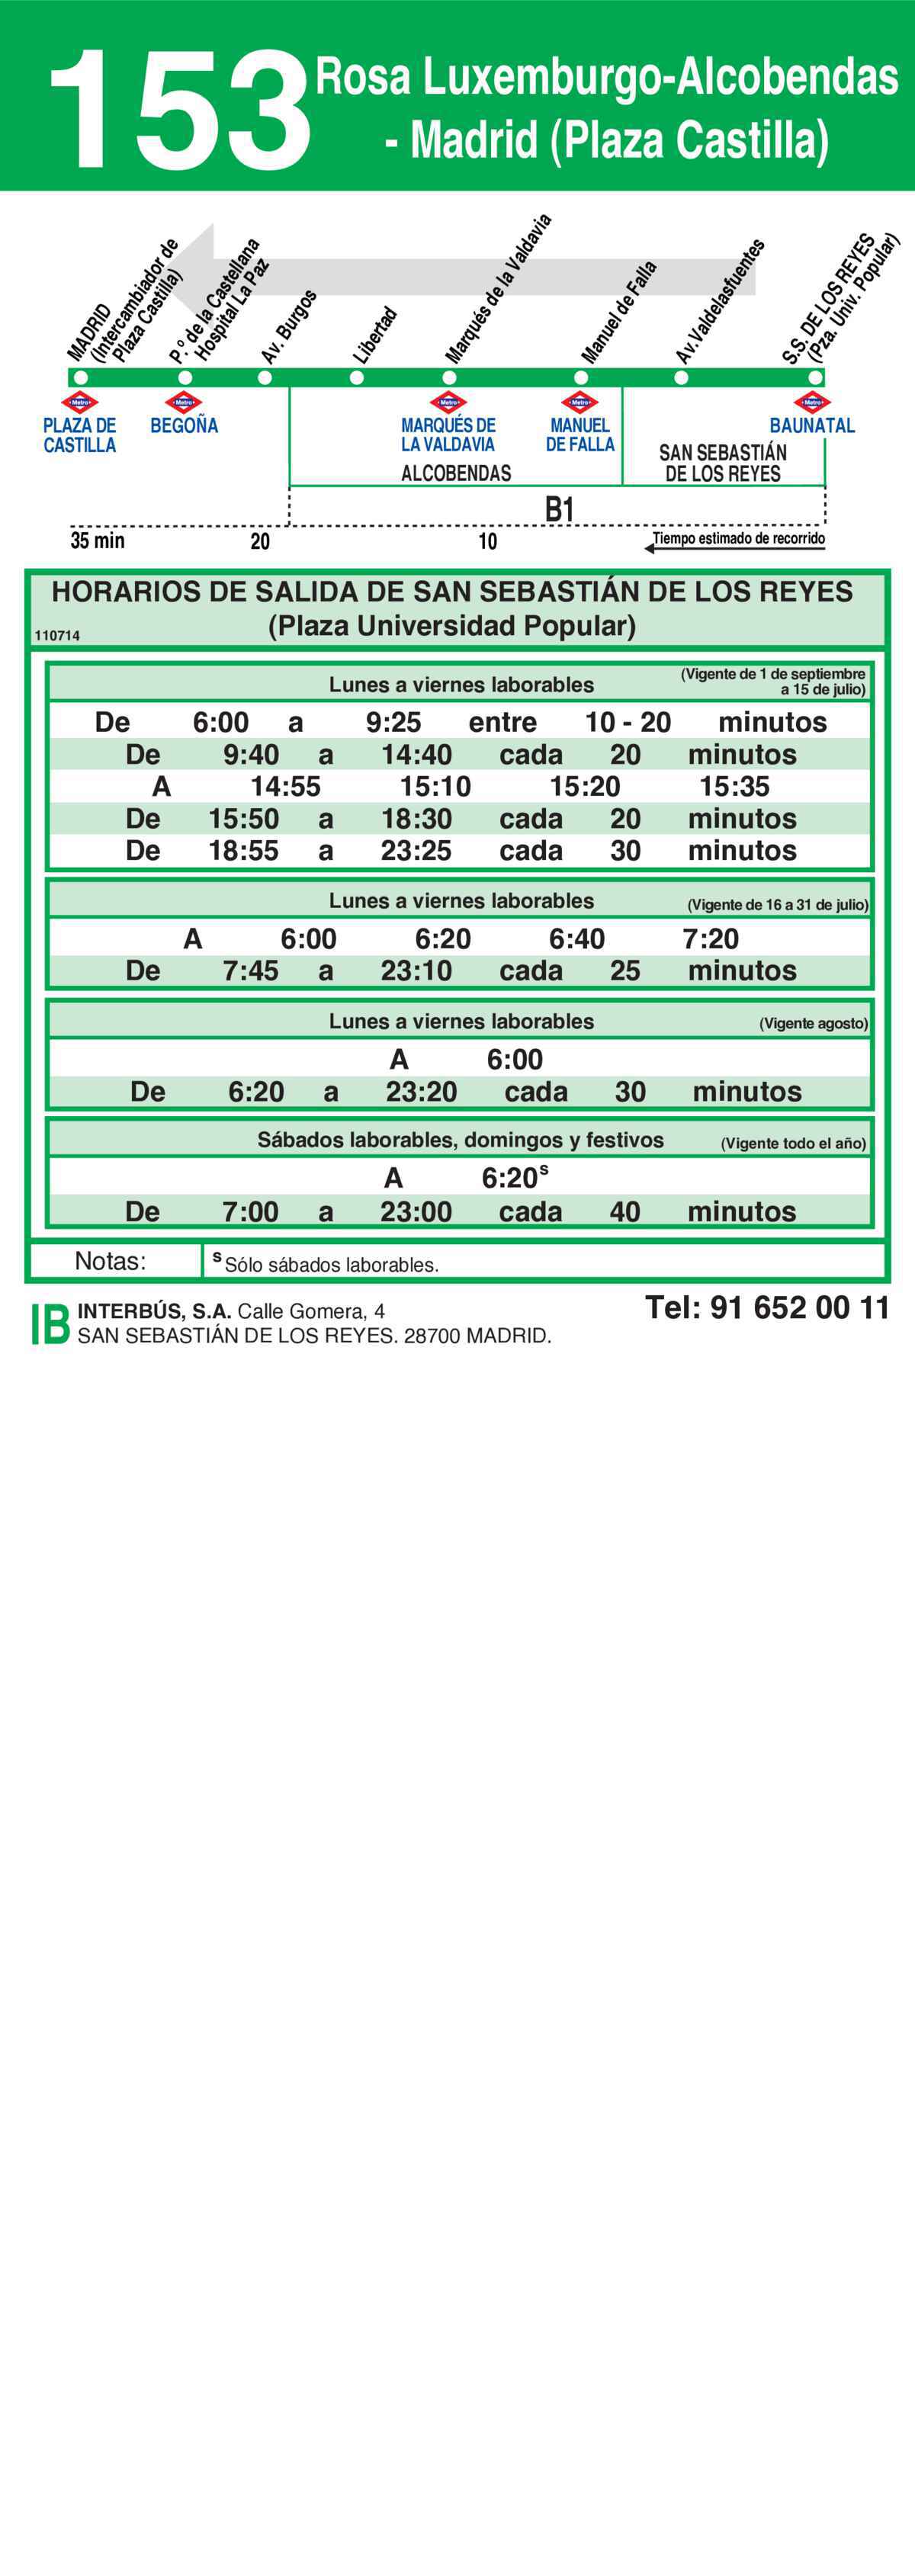 153
Rosa Luxemburgo-Alcobendas
- Madrid (Plaza Castilla)
MADRID
(Intercambiador de
Plaza Castilla)
P.º de la Castellana
Hospital La Paz
Av. Burgos
Libertad
Marqués de la Valdavia
Manuel de Falla
Av. Valdelasfuentes
S.S. DE LOS REYES
(Pza. Univ. Popular)
Metro Metro Metro Metro Metro
PLAZA DE
CASTILLA
BEGOÑA
MARQUÉS DE
LA VALDAVIA
MANUEL
DE FALLA
BAUNATAL
ALCOBENDAS
SAN SEBASTIÁN
DE LOS REYES
B1
35 min 20 10 Tiempo estimado de recorrido
HORARIOS DE SALIDA DE SAN SEBASTIÁN DE LOS REYES
(Plaza Universidad Popular)
110714
Lunes a viernes laborables (Vigente de 1 de septiembre
a 15 de julio)
De 6:00 a 9:25 entre 10 - 20 minutos
De 9:40 a 14:40 cada 20 minutos
A 14:55 15:10 15:20 15:35
De 15:50 a 18:30 cada 20 minutos
De 18:55 a 23:25 cada 30 minutos
Lunes a viernes laborables (Vigente de 16 a 31 de julio)
A 6:00 6:20 6:40 7:20
De 7:45 a 23:10 cada 25 minutos
Lunes a viernes laborables (Vigente agosto)
A 6:00
De 6:20 a 23:20 cada 30 minutos
Sábados laborables, domingos y festivos (Vigente todo el año)
A 6:20s
De 7:00 a 23:00 cada 40 minutos
Notas: s Sólo sábados laborables.
IB
INTERBÚS, S.A. Calle Gomera, 4
SAN SEBASTIÁN DE LOS REYES. 28700 MADRID.
Tel: 91 652 00 11